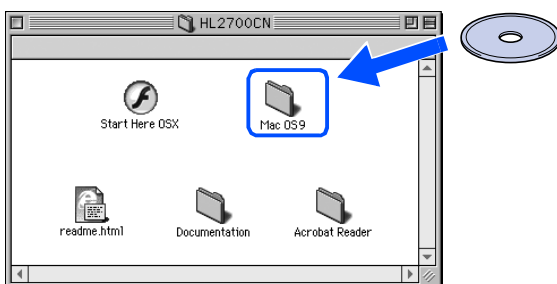 HL2700CN
Start Here OSX
Mac OS9
readme.html
Documentation
Acrobat Reader